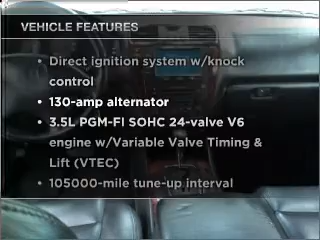 VEHICLE FEATURES
• Direct ignition system w/knock
control
• 130-amp alternator
• 3.5L PGM-FI SOHC 24-valve V6
engine w/Variable Valve Timing &
Lift (VTEC)
• 105000-mile tune-up interval